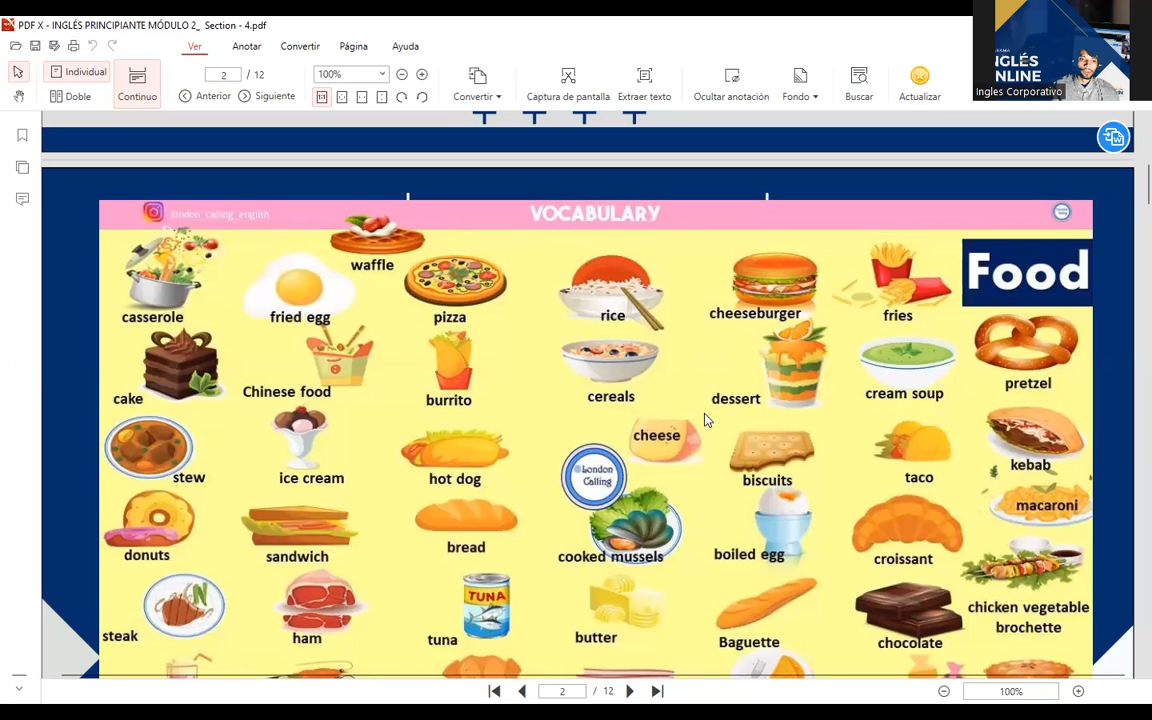 PDF X - INGLÉS PRINCIPIANTE MÓDULO 2_ Section - 4.pdf
Ver Anotar Convertir Página Ayuda
Individual
Doble
Continuo
2 / 12
Anterior Siguiente
100%
Convertir
Captura de pantalla
Extraer texto
Ocultar anotación
Fondo
Buscar
Actualizar
NGLÉS
NLINE
Ingles Corporativo
london_calling_english
VOCABULARY
Food
waffle
casserole
fried egg
pizza
rice
cheeseburger
fries
pretzel
cake
Chinese food
burrito
cereals
dessert
cream soup
cheese
stew
ice cream
hot dog
London
Calling
biscuits
taco
kebab
macaroni
donuts
sandwich
bread
cooked mussels
boiled egg
croissant
chicken vegetable
brochette
steak
ham
TUNA
tuna
butter
Baguette
chocolate
2 / 12
100%